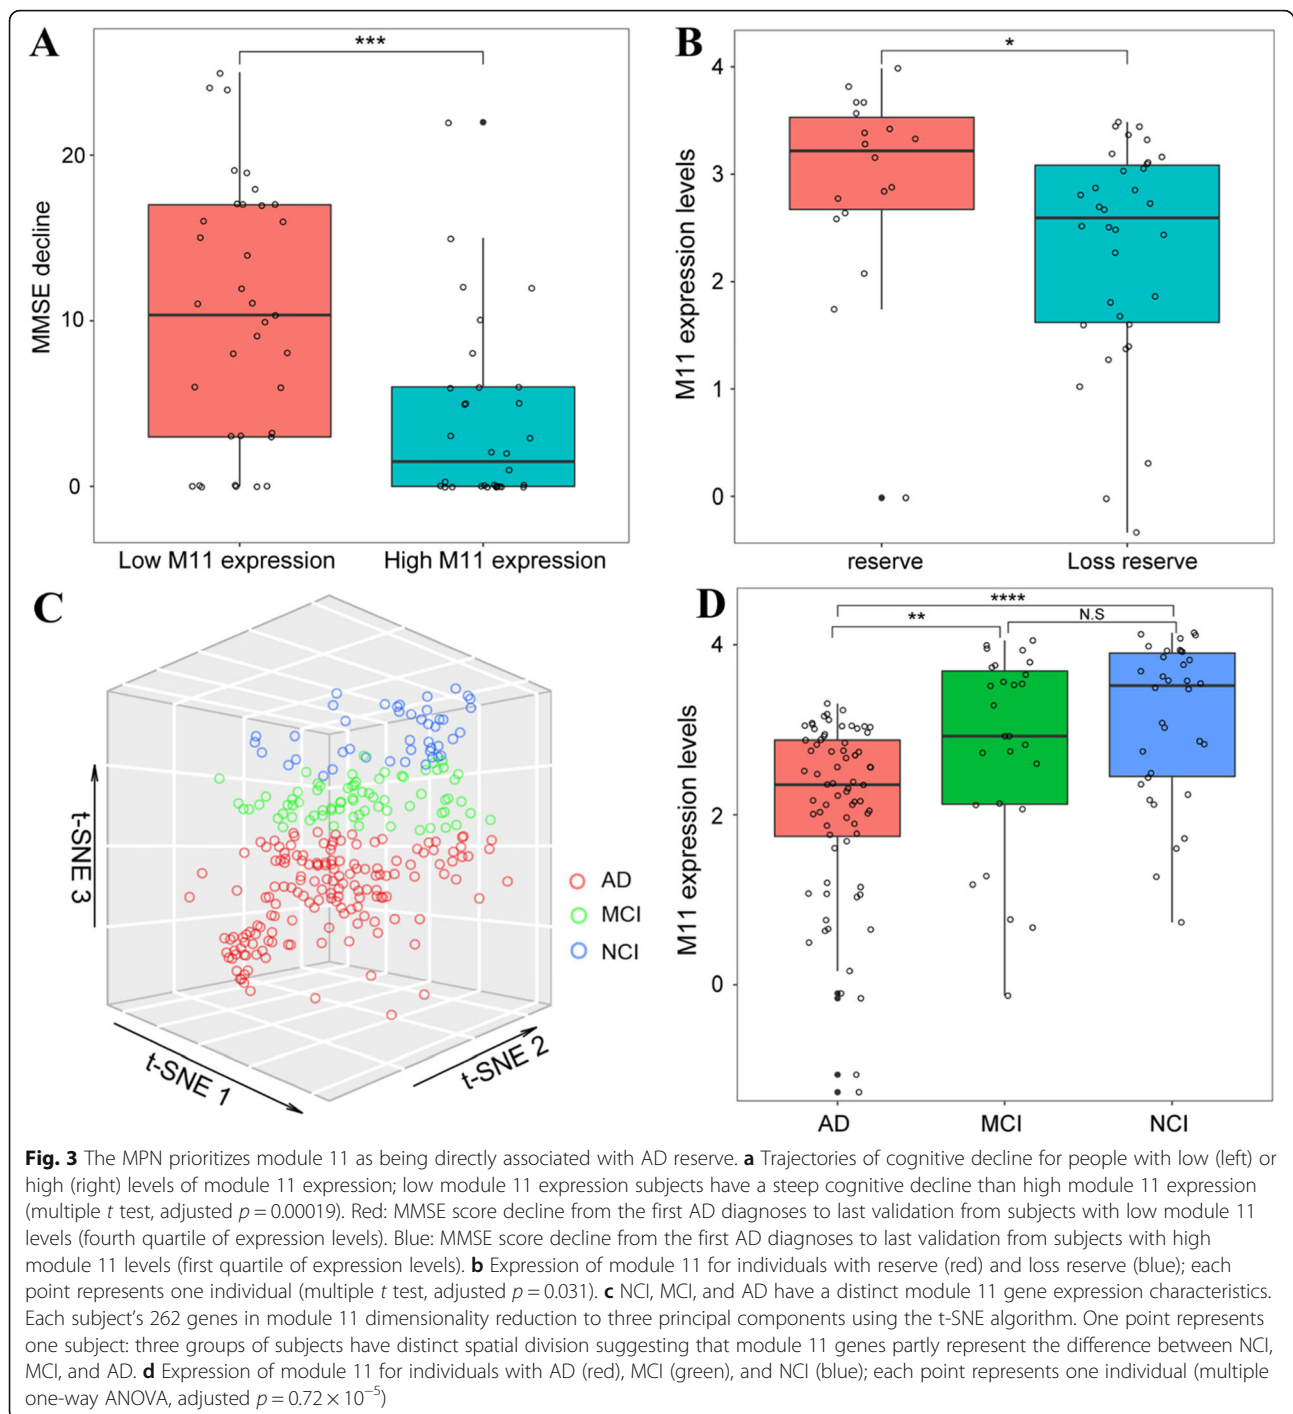 A
***
MMSE decline
20
10
0
Low M11 expression
High M11 expression
B
*
M11 expression levels
4
3
2
1
0
reserve
Loss reserve
C
t-SNE 3
t-SNE 1
t-SNE 2
AD
MCI
NCI
D
****
**
N.S
M11 expression levels
4
2
0
AD
MCI
NCI
Fig. 3 The MPN prioritizes module 11 as being directly associated with AD reserve. a Trajectories of cognitive decline for people with low (left) or
high (right) levels of module 11 expression; low module 11 expression subjects have a steep cognitive decline than high module 11 expression
(multiple t test, adjusted p = 0.00019). Red: MMSE score decline from the first AD diagnoses to last validation from subjects with low module 11
levels (fourth quartile of expression levels). Blue: MMSE score decline from the first AD diagnoses to last validation from subjects with high
module 11 levels (first quartile of expression levels). b Expression of module 11 for individuals with reserve (red) and loss reserve (blue); each
point represents one individual (multiple t test, adjusted p = 0.031). c NCI, MCI, and AD have a distinct module 11 gene expression characteristics.
Each subject's 262 genes in module 11 dimensionality reduction to three principal components using the t-SNE algorithm. One point represents
one subject: three groups of subjects have distinct spatial division suggesting that module 11 genes partly represent the difference between NCI,
MCI, and AD. d Expression of module 11 for individuals with AD (red), MCI (green), and NCI (blue); each point represents one individual (multiple
one-way ANOVA, adjusted p = 0.72 × 10⁻⁵)